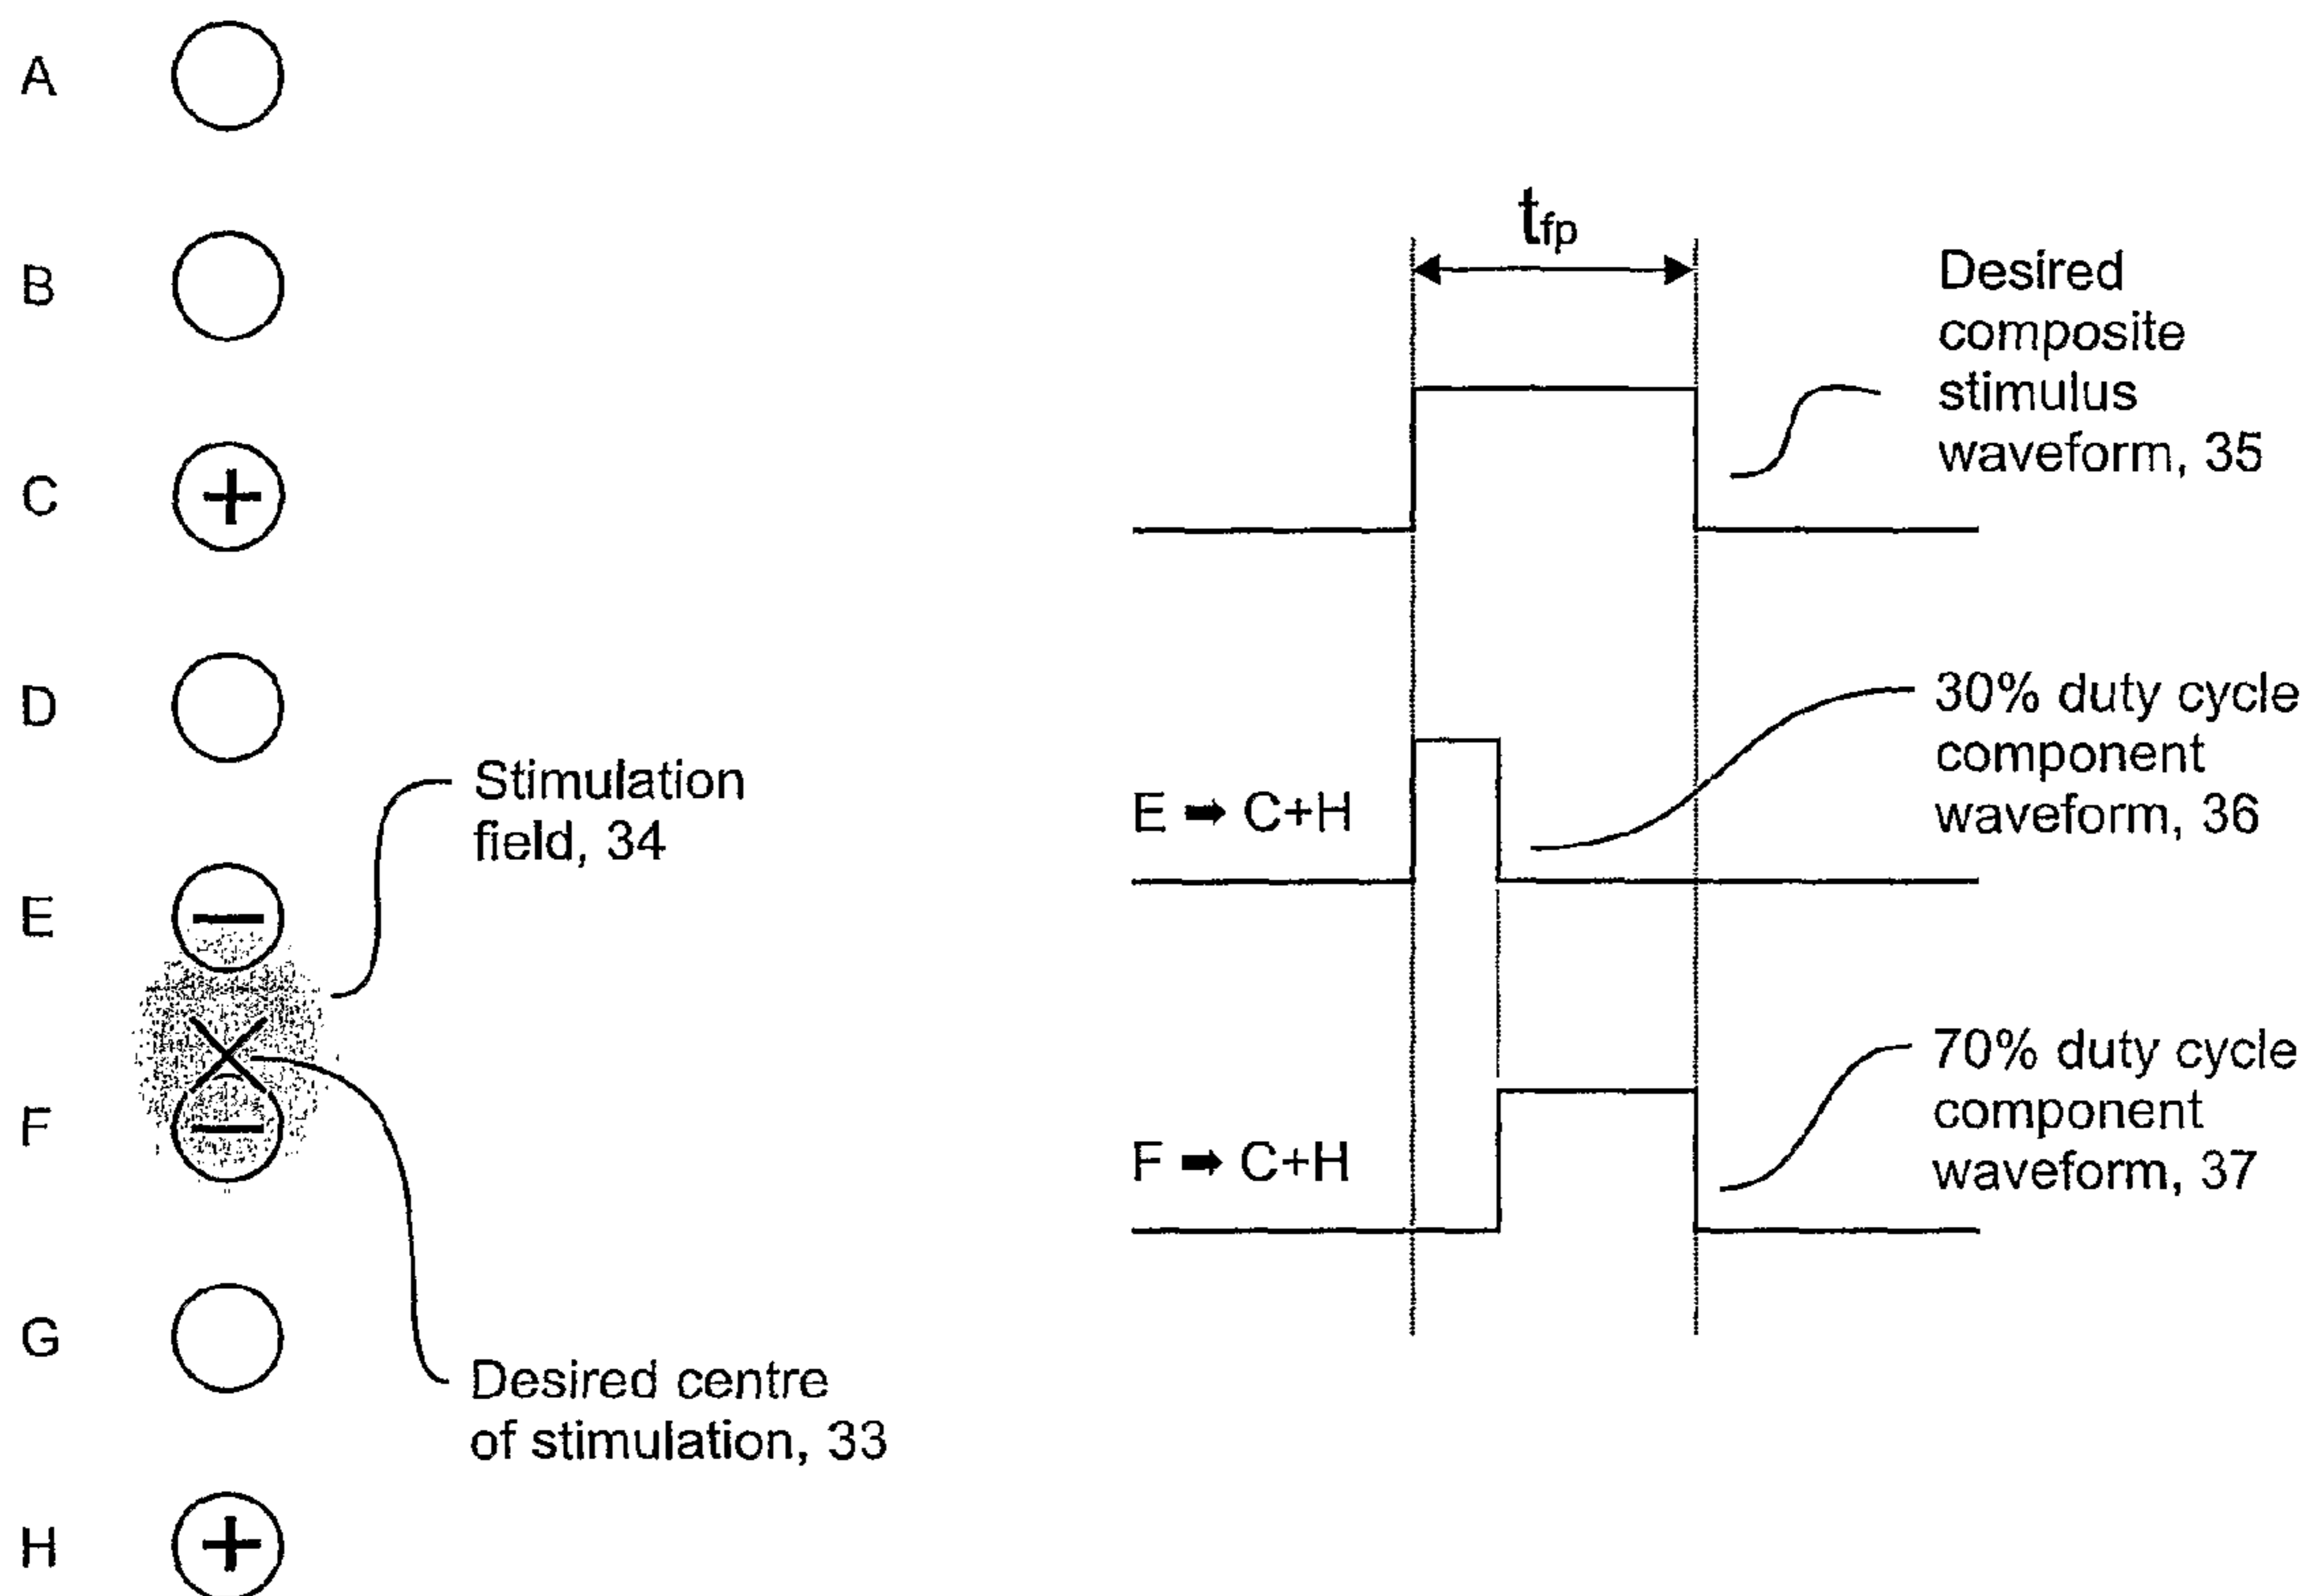 A
B
C
+
D
E
−
F
−
G
H
+
Stimulation
field, 34
Desired centre
of stimulation, 33
tfp
Desired
composite
stimulus
waveform, 35
E ➡ C+H
30% duty cycle
component
waveform, 36
F ➡ C+H
70% duty cycle
component
waveform, 37